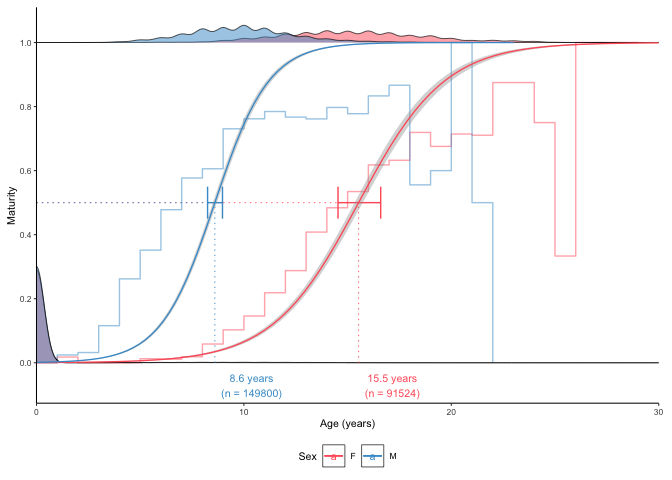 1.0
0.8
0.6
0.4
0.2
0.0
Maturity
8.6 years
(n = 149800)
15.5 years
(n = 91524)
0
10
20
30
Age (years)
Sex a F a M